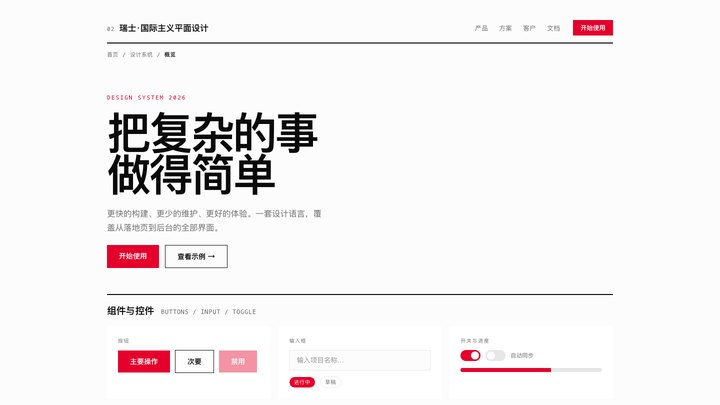 02 瑞士·国际主义平面设计
产品 方案 客户 文档 开始使用
首页 / 设计系统 / 概览
DESIGN SYSTEM 2026
把复杂的事
做得简单
更快的构建、更少的维护、更好的体验。一套设计语言，覆
盖从落地页到后台的全部界面。
开始使用 查看示例 →
组件与控件 BUTTONS / INPUT / TOGGLE
按钮
主要操作 次要 禁用
输入框
输入项目名称…
进行中 草稿
开关与进度
自动同步